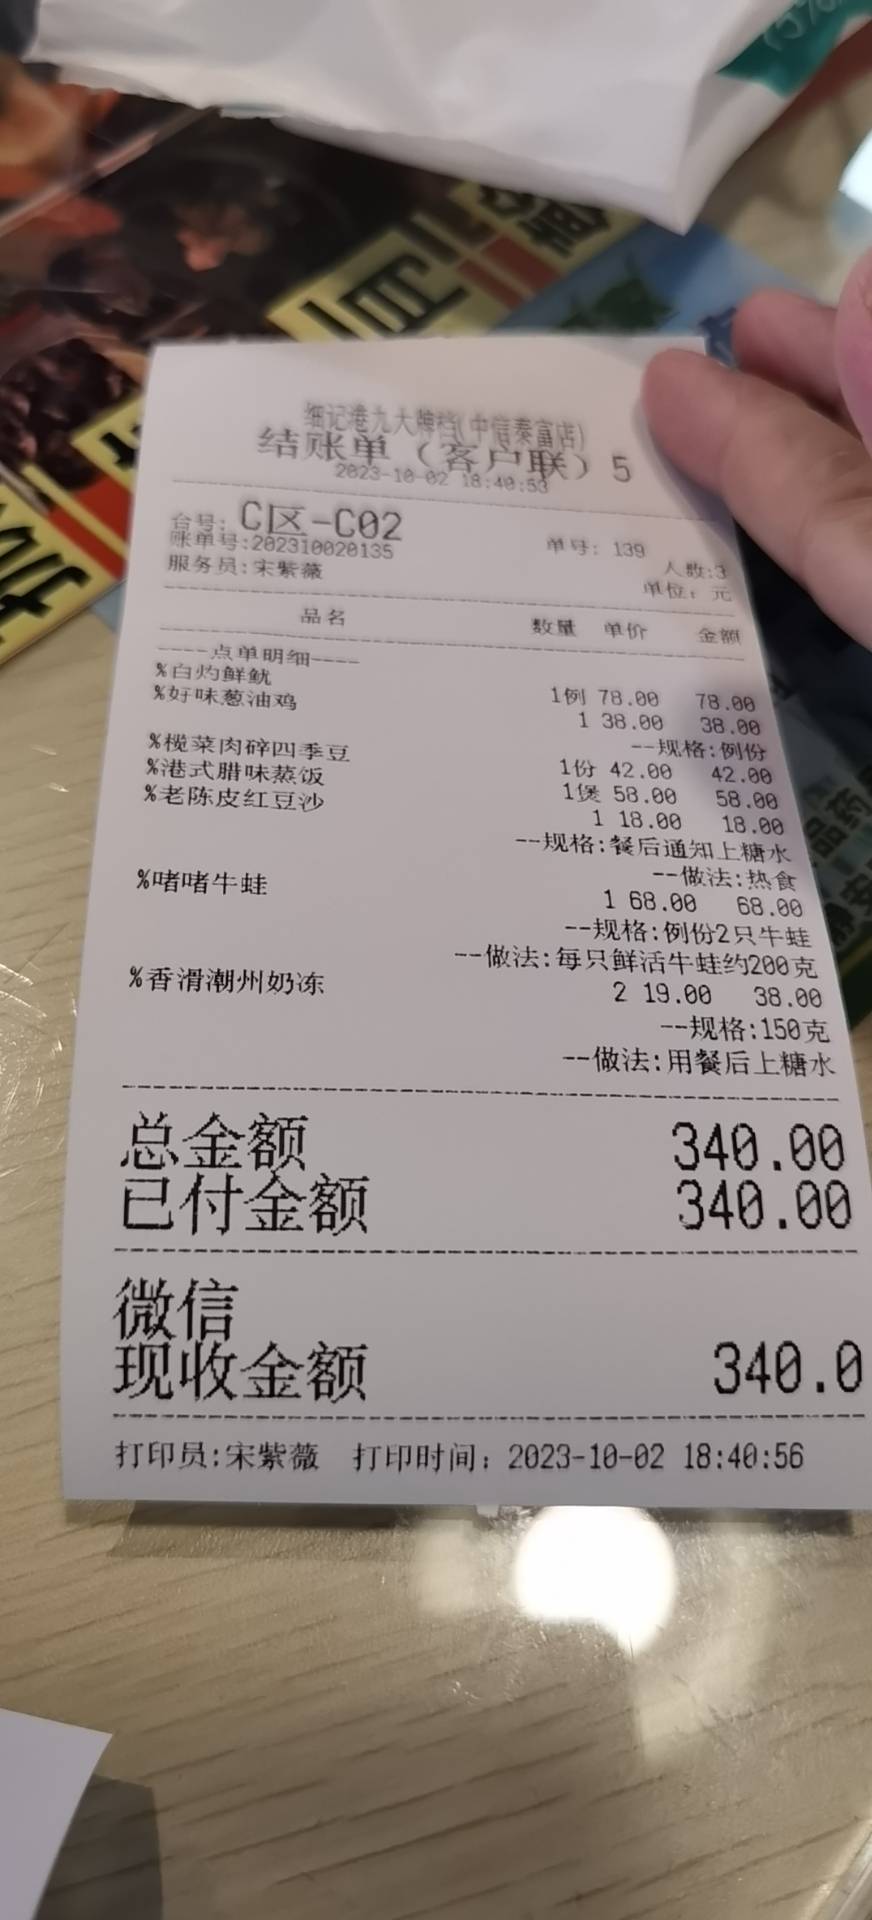 细记港九大牌档(中信泰富店)
结账单（客户联）5
2023-10-02 18:40:53
台号: C区-C02
账单号:202310020135 单号: 139
服务员:宋紫薇 人数:3
单位: 元
品名 数量 单价 金额
----点单明细----
%白灼鲜鱿 1例 78.00 78.00
%好味葱油鸡 1 38.00 38.00
--规格:例份
%榄菜肉碎四季豆 1份 42.00 42.00
%港式腊味蒸饭 1煲 58.00 58.00
%老陈皮红豆沙 1 18.00 18.00
--规格:餐后通知上糖水
--做法:热食
%啫啫牛蛙 1 68.00 68.00
--规格:例份2只牛蛙
--做法:每只鲜活牛蛙约200克
%香滑潮州奶冻 2 19.00 38.00
--规格:150克
--做法:用餐后上糖水
总金额 340.00
已付金额 340.00
微信
现收金额 340.0
打印员:宋紫薇 打印时间: 2023-10-02 18:40:56